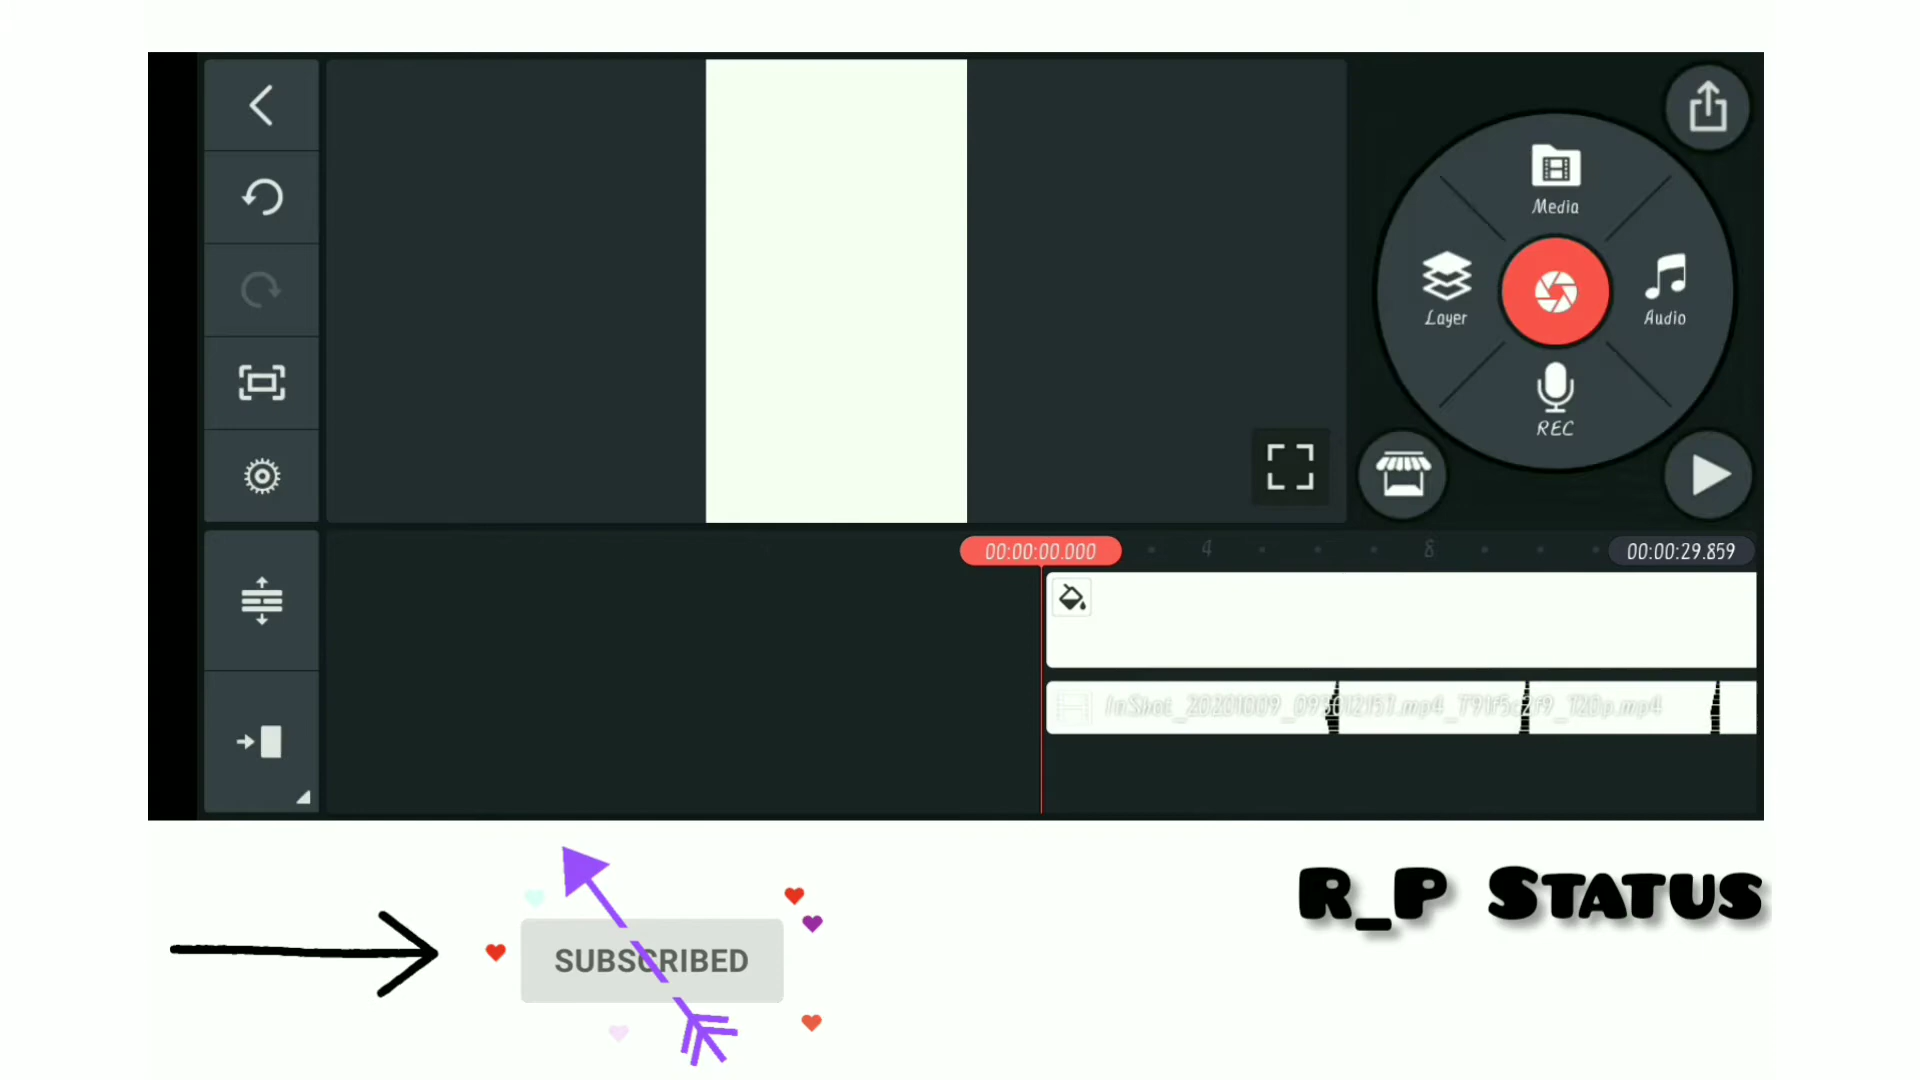 Media
Layer
Audio
REC
00:00:00.000
4
8
00:00:29.859
R_P STATUS
SUBSCRIBED